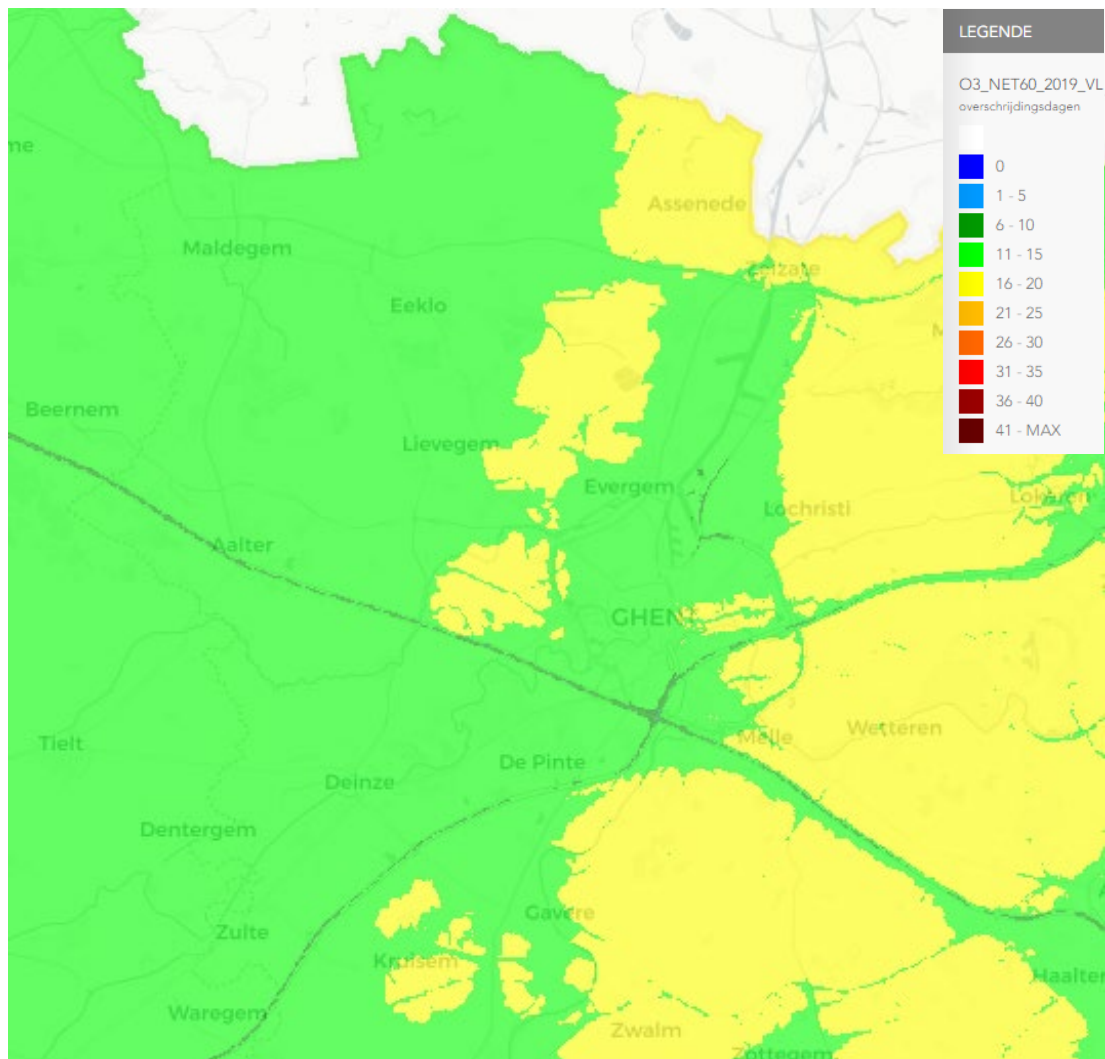 LEGENDE
O3_NET60_2019_VL
overschrijdingsdagen
0
1 - 5
6 - 10
11 - 15
16 - 20
21 - 25
26 - 30
31 - 35
36 - 40
41 - MAX
me
Assenede
Maldegem
Zelzate
Eeklo
M
Beernem
Lievegem
Evergem
Lokeren
Lochristi
Aalter
GHENT
Wetteren
Melle
Tielt
De Pinte
Deinze
Dentergem
A
Gavere
Zulte
Kruisem
Haalter
Waregem
Zwalm
Zottegem